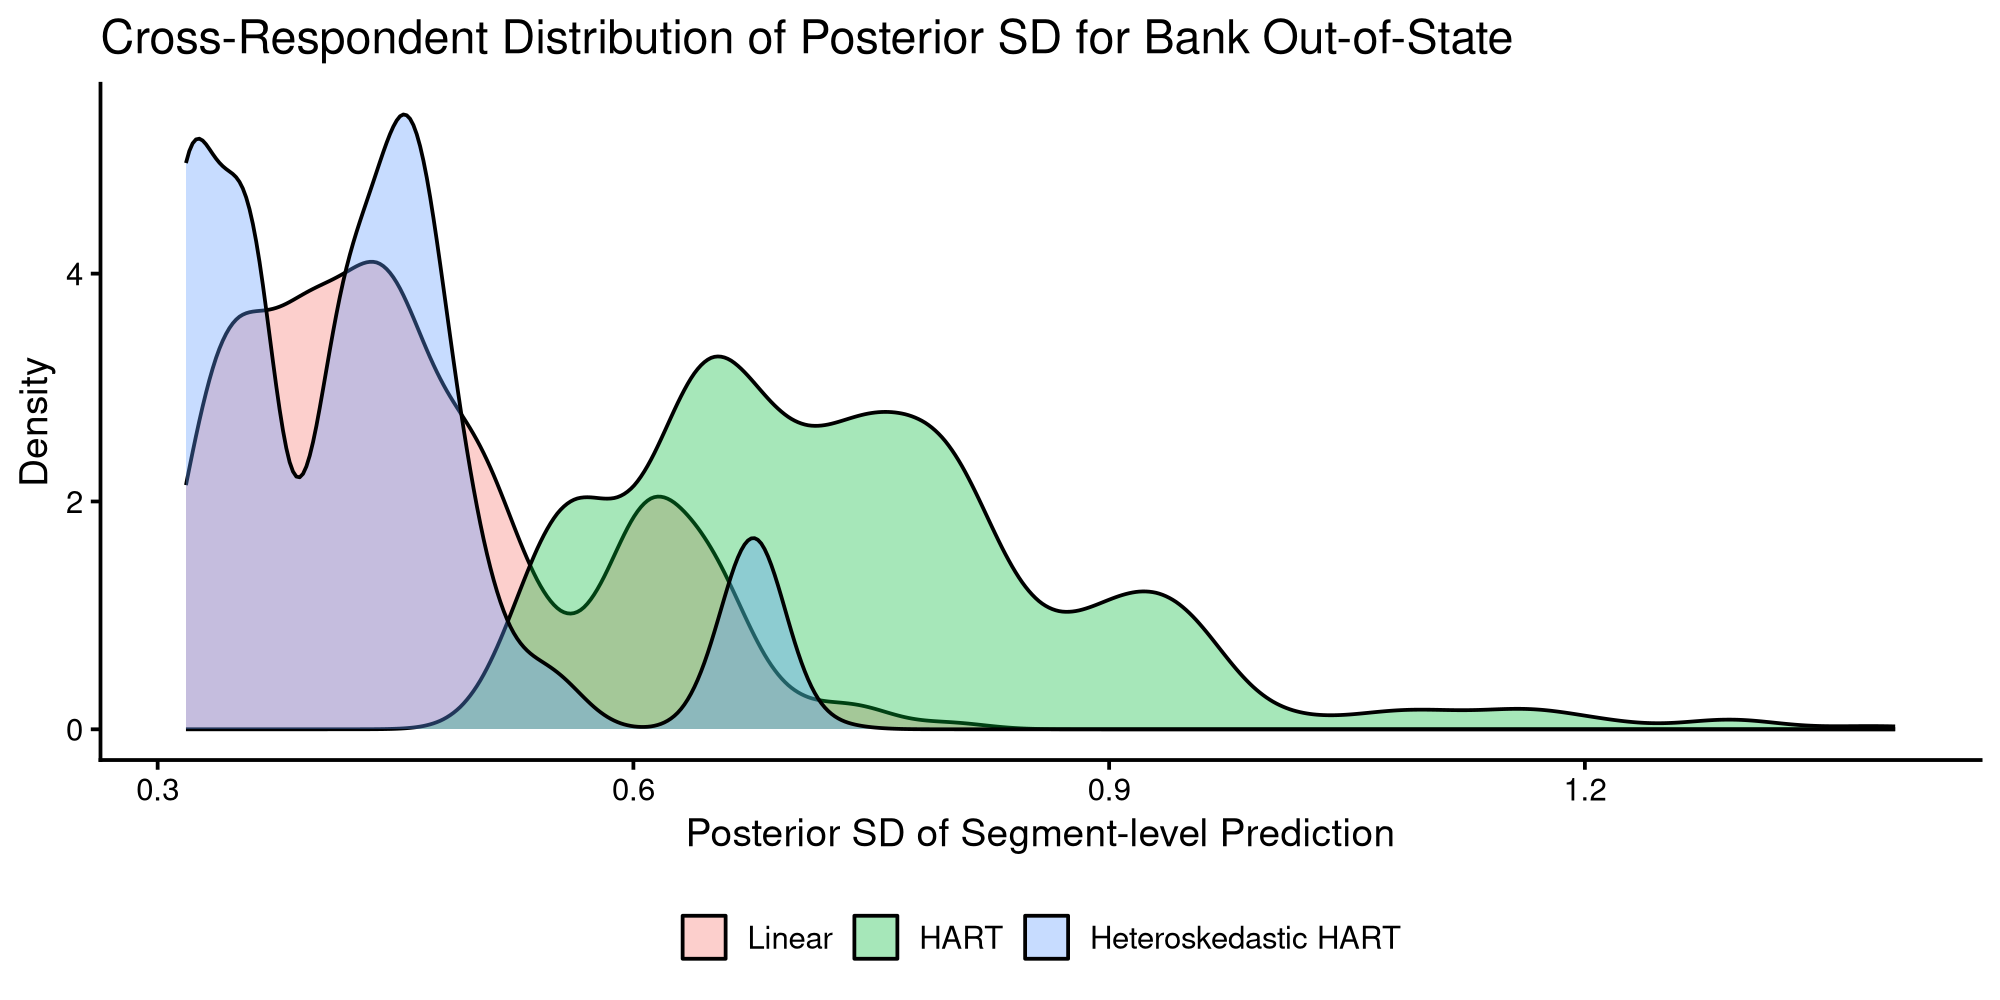 Cross-Respondent Distribution of Posterior SD for Bank Out-of-State
Density
4
2
0
0.3 0.6 0.9 1.2
Posterior SD of Segment-level Prediction
Linear HART Heteroskedastic HART